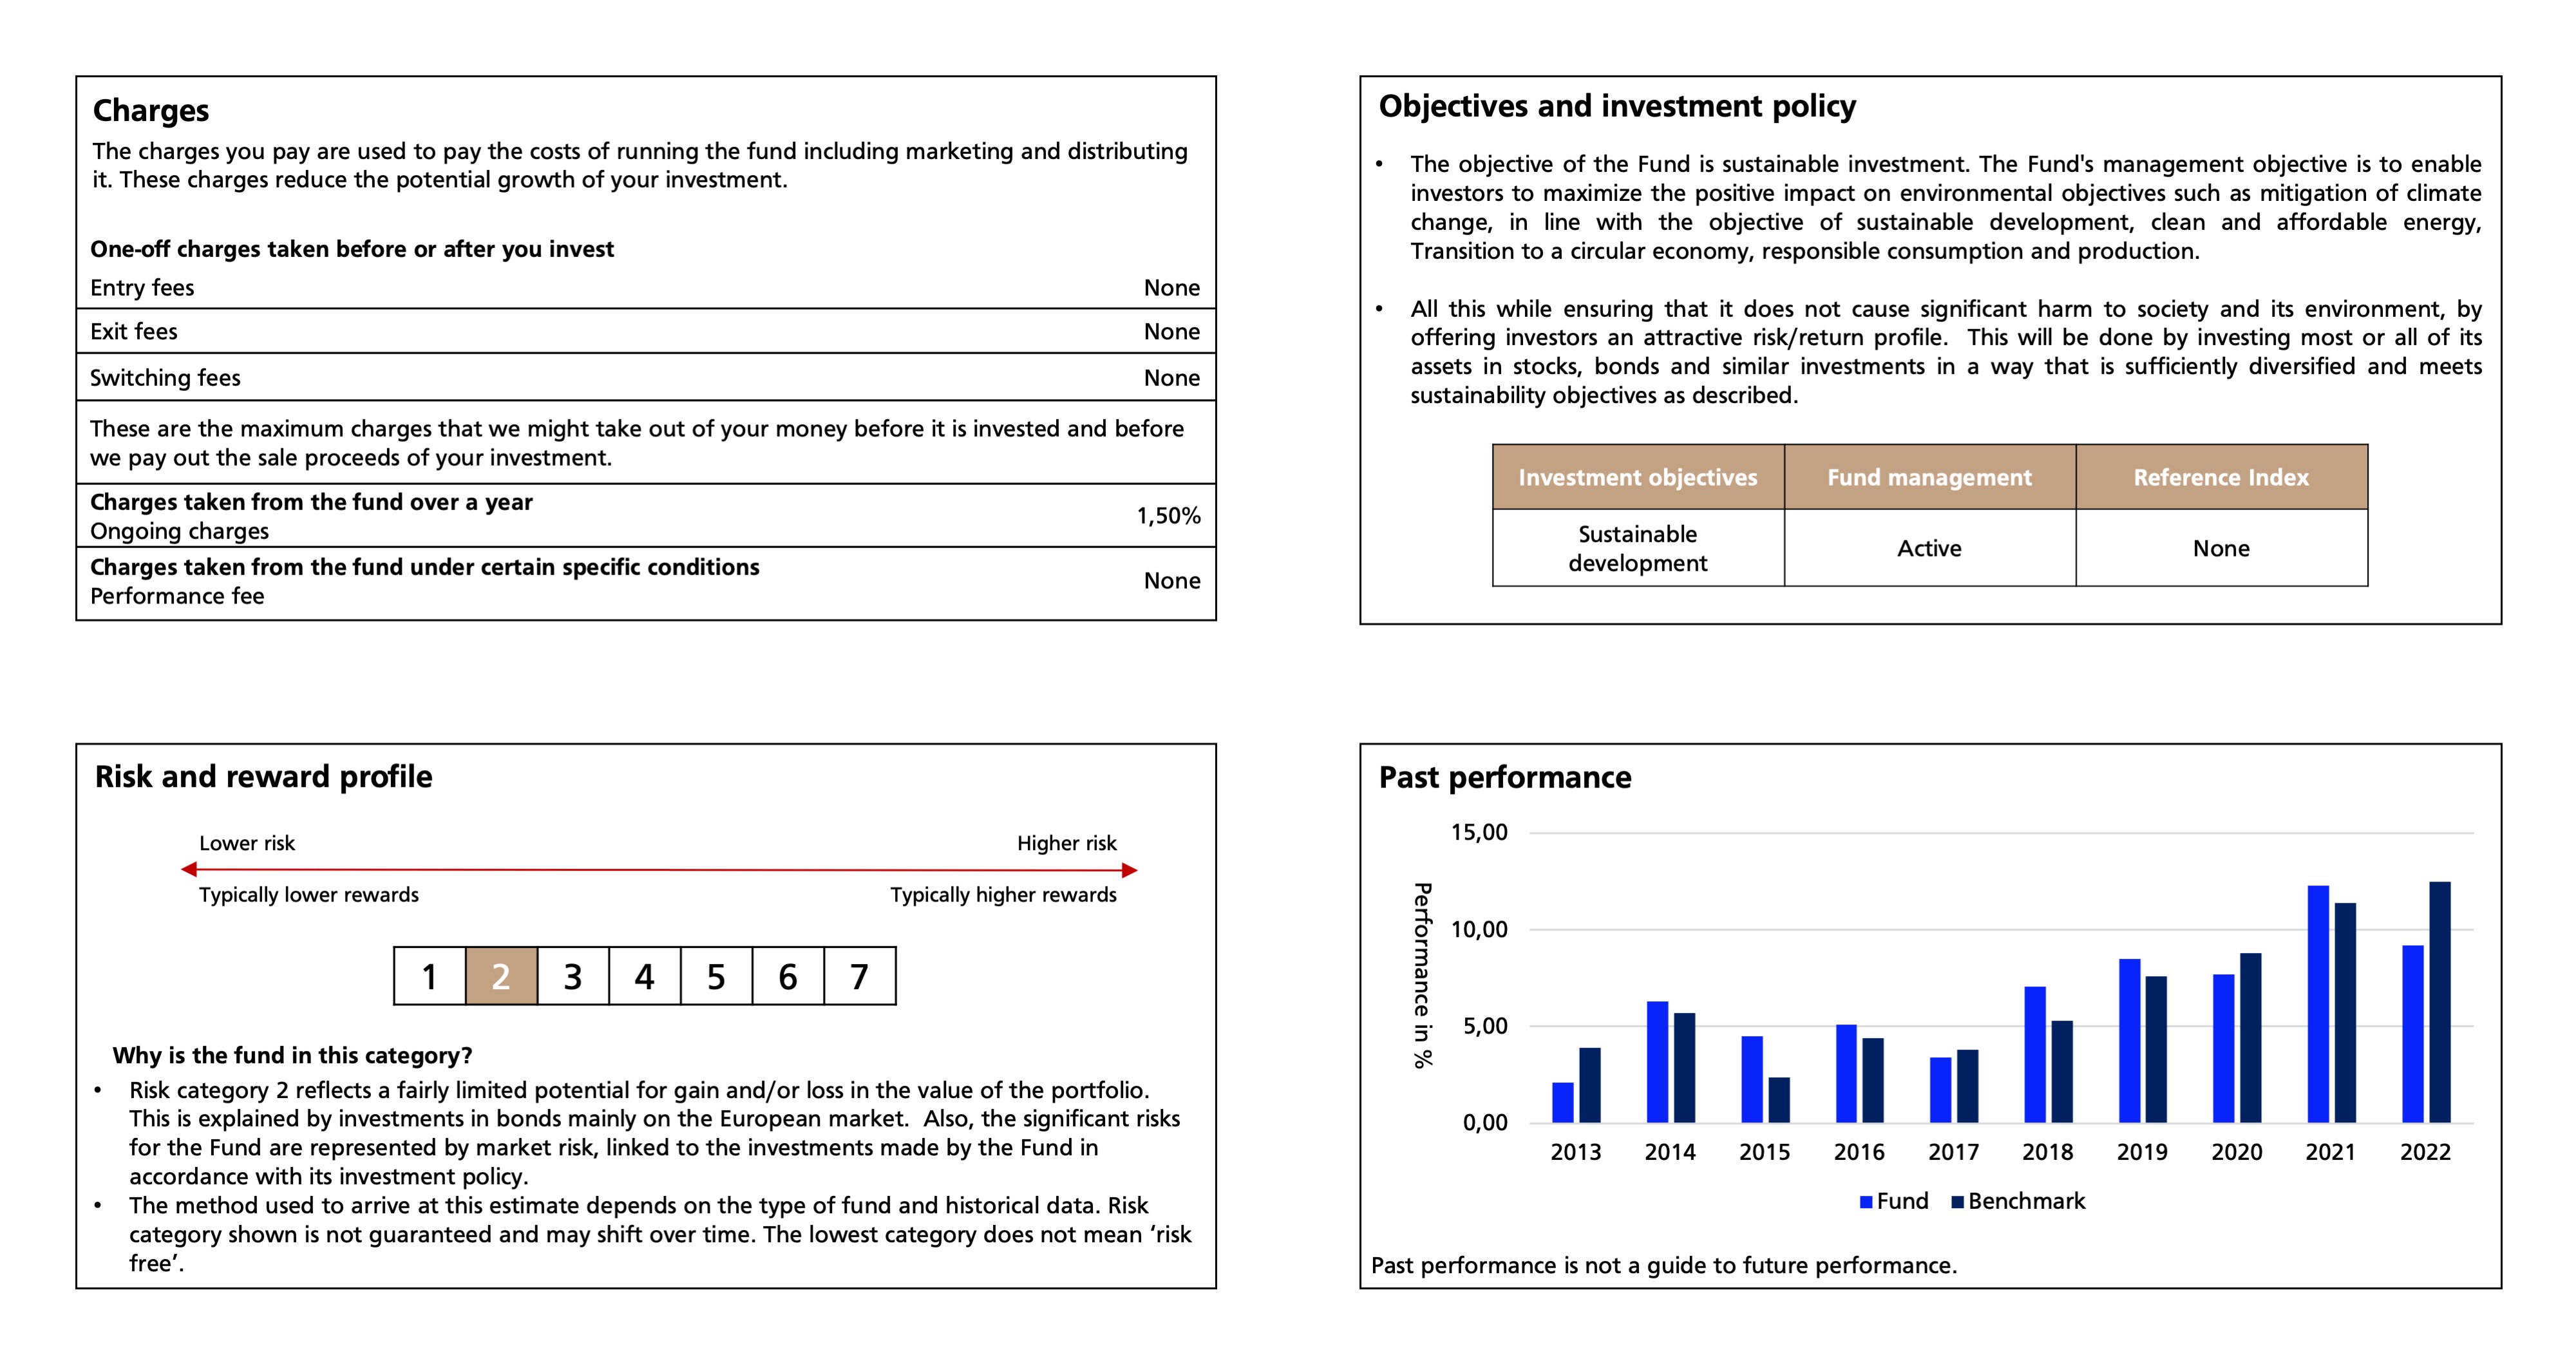 Charges
The charges you pay are used to pay the costs of running the fund including marketing and distributing
it. These charges reduce the potential growth of your investment.
One-off charges taken before or after you invest
Entry fees None
Exit fees None
Switching fees None
These are the maximum charges that we might take out of your money before it is invested and before
we pay out the sale proceeds of your investment.
Charges taken from the fund over a year
Ongoing charges 1,50%
Charges taken from the fund under certain specific conditions
Performance fee None
Objectives and investment policy
• The objective of the Fund is sustainable investment. The Fund's management objective is to enable
investors to maximize the positive impact on environmental objectives such as mitigation of climate
change, in line with the objective of sustainable development, clean and affordable energy,
Transition to a circular economy, responsible consumption and production.
• All this while ensuring that it does not cause significant harm to society and its environment, by
offering investors an attractive risk/return profile. This will be done by investing most or all of its
assets in stocks, bonds and similar investments in a way that is sufficiently diversified and meets
sustainability objectives as described.
Investment objectives Fund management Reference Index
Sustainable
development Active None
Risk and reward profile
Lower risk Higher risk
Typically lower rewards Typically higher rewards
1 2 3 4 5 6 7
Why is the fund in this category?
• Risk category 2 reflects a fairly limited potential for gain and/or loss in the value of the portfolio.
This is explained by investments in bonds mainly on the European market. Also, the significant risks
for the Fund are represented by market risk, linked to the investments made by the Fund in
accordance with its investment policy.
• The method used to arrive at this estimate depends on the type of fund and historical data. Risk
category shown is not guaranteed and may shift over time. The lowest category does not mean ‘risk
free’.
Past performance
Performance in %
15,00
10,00
5,00
0,00
2013 2014 2015 2016 2017 2018 2019 2020 2021 2022
Fund Benchmark
Past performance is not a guide to future performance.